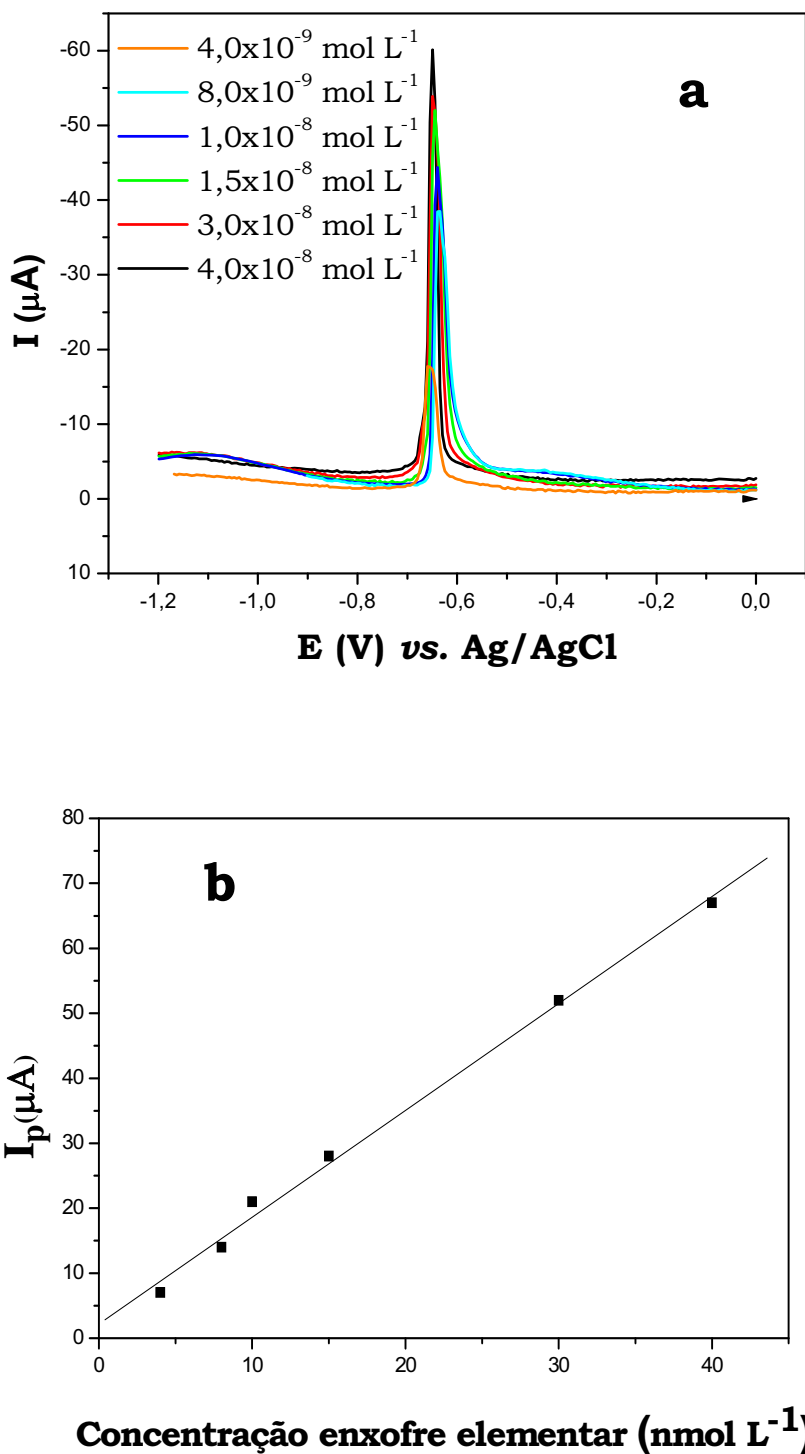 -60
-50
-40
-30
-20
-10
0
10
I (µA)
4,0x10⁻⁹ mol L⁻¹
8,0x10⁻⁹ mol L⁻¹
1,0x10⁻⁸ mol L⁻¹
1,5x10⁻⁸ mol L⁻¹
3,0x10⁻⁸ mol L⁻¹
4,0x10⁻⁸ mol L⁻¹
a
-1,2 -1,0 -0,8 -0,6 -0,4 -0,2 0,0
E (V) vs. Ag/AgCl
80
70
60
50
40
30
20
10
0
Iₚ(µA)
b
0 10 20 30 40
Concentração enxofre elementar (nmol L⁻¹)